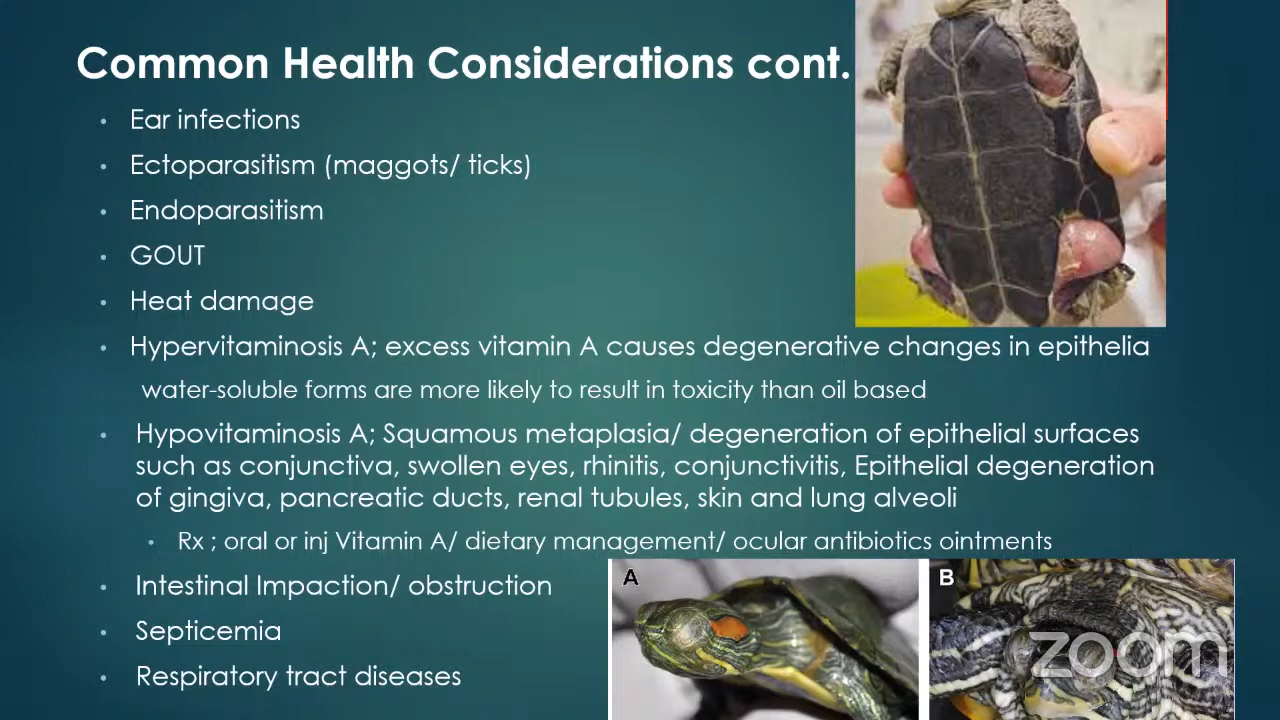 Common Health Considerations cont.
• Ear infections
• Ectoparasitism (maggots/ ticks)
• Endoparasitism
• GOUT
• Heat damage
• Hypervitaminosis A; excess vitamin A causes degenerative changes in epithelia
water-soluble forms are more likely to result in toxicity than oil based
• Hypovitaminosis A; Squamous metaplasia/ degeneration of epithelial surfaces
such as conjunctiva, swollen eyes, rhinitis, conjunctivitis, Epithelial degeneration
of gingiva, pancreatic ducts, renal tubules, skin and lung alveoli
• Rx ; oral or inj Vitamin A/ dietary management/ ocular antibiotics ointments
• Intestinal Impaction/ obstruction
• Septicemia
• Respiratory tract diseases
A
B
zoom